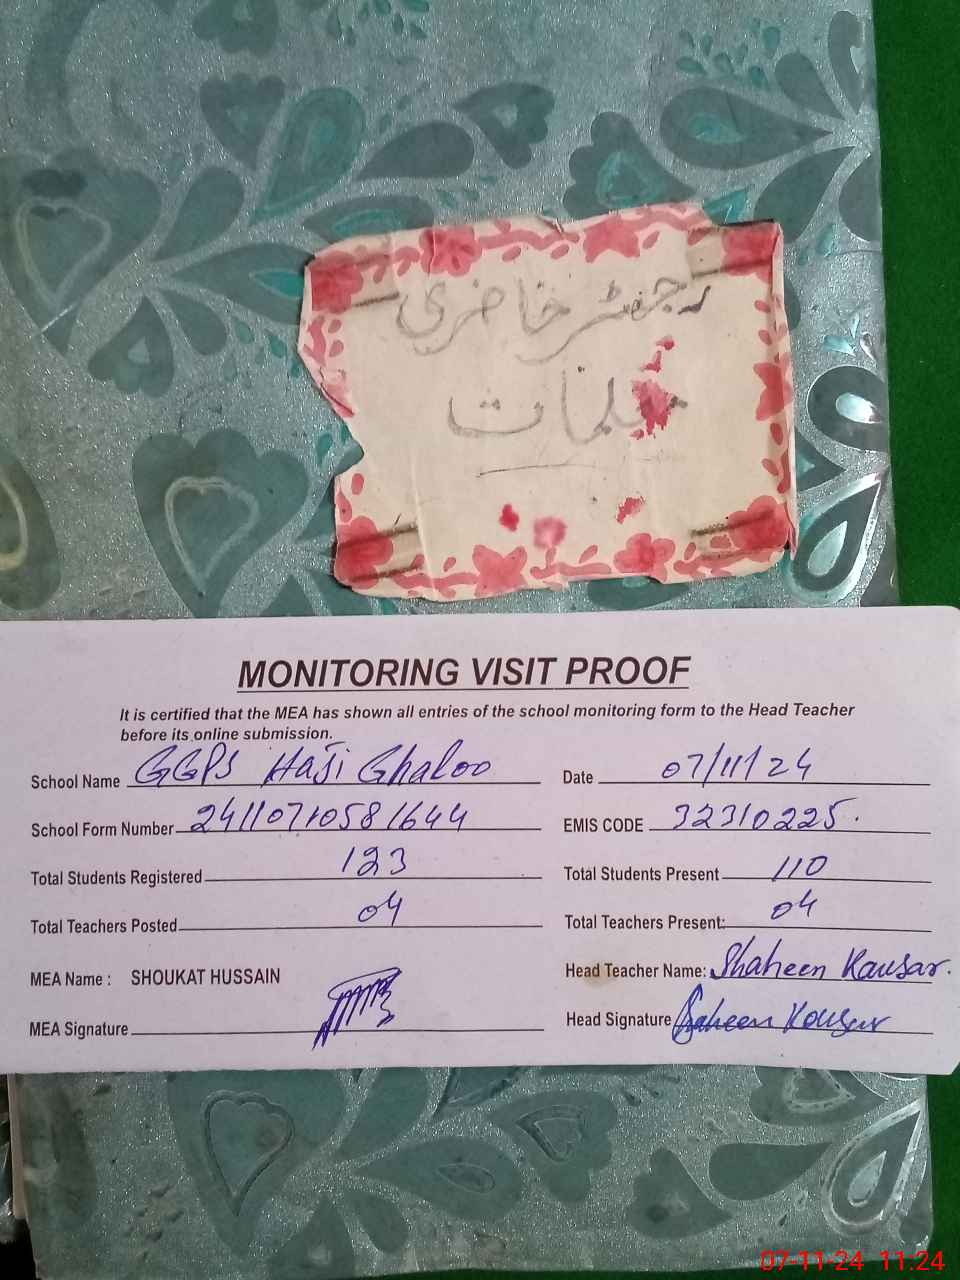 رجسٹر حاضری
معلمات
MONITORING VISIT PROOF
It is certified that the MEA has shown all entries of the school monitoring form to the Head Teacher
before its online submission.
School Name GGPS Haji Ghaloo Date 07/11/24
School Form Number 24110710581644 EMIS CODE 32310225.
Total Students Registered 123 Total Students Present 110
Total Teachers Posted 04 Total Teachers Present: 04
MEA Name : SHOUKAT HUSSAIN Head Teacher Name: Shaheen Kausar.
MEA Signature Head Signature Shaheen Kausar
07-11-24 11:24